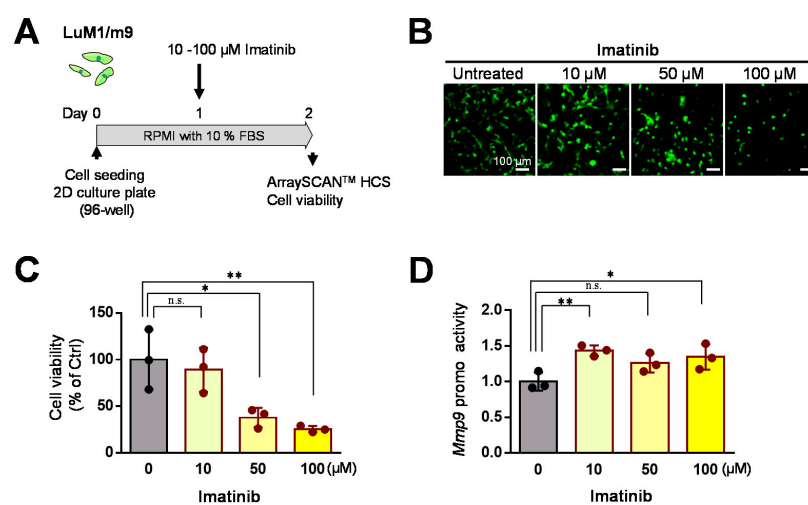 A
LuM1/m9
10 -100 µM Imatinib
Day 0 1 2
RPMI with 10 % FBS
Cell seeding
2D culture plate
(96-well)
ArraySCAN™ HCS
Cell viability
B
Imatinib
Untreated 10 µM 50 µM 100 µM
100 µm
C
**
*
n.s.
Cell viability
(% of Ctrl)
150
100
50
0
0 10 50 100 (µM)
Imatinib
D
*
n.s.
**
Mmp9 promo activity
2.0
1.5
1.0
0.5
0.0
0 10 50 100 (µM)
Imatinib